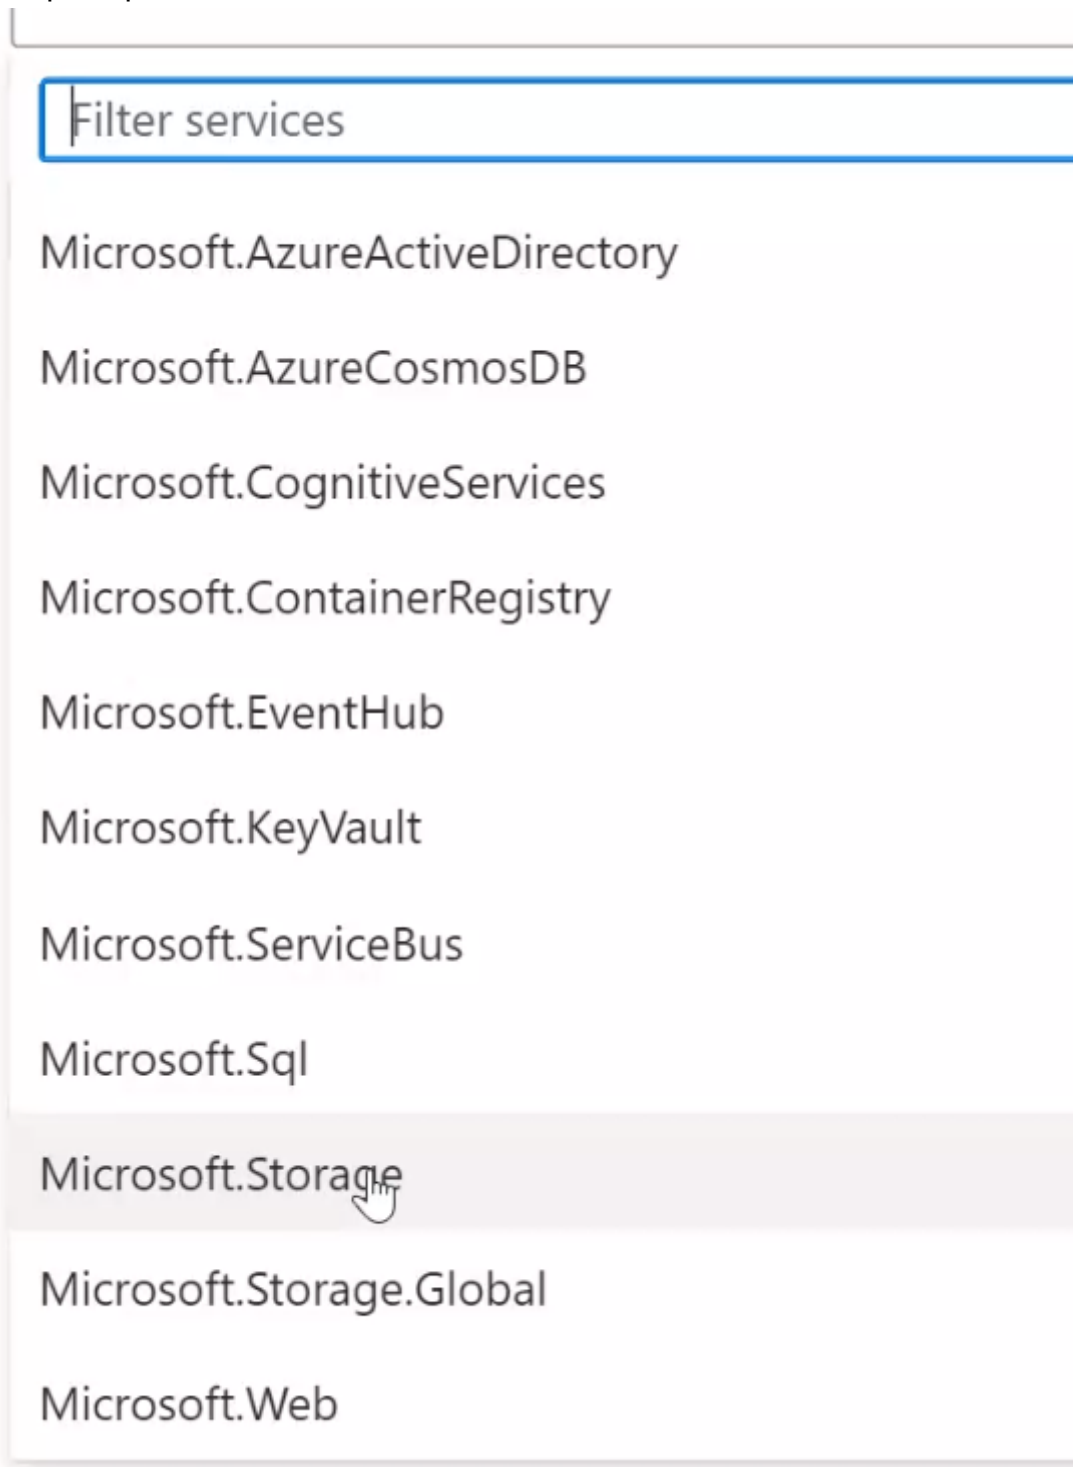 Filter services
Microsoft.AzureActiveDirectory
Microsoft.AzureCosmosDB
Microsoft.CognitiveServices
Microsoft.ContainerRegistry
Microsoft.EventHub
Microsoft.KeyVault
Microsoft.ServiceBus
Microsoft.Sql
Microsoft.Storage
Microsoft.Storage.Global
Microsoft.Web